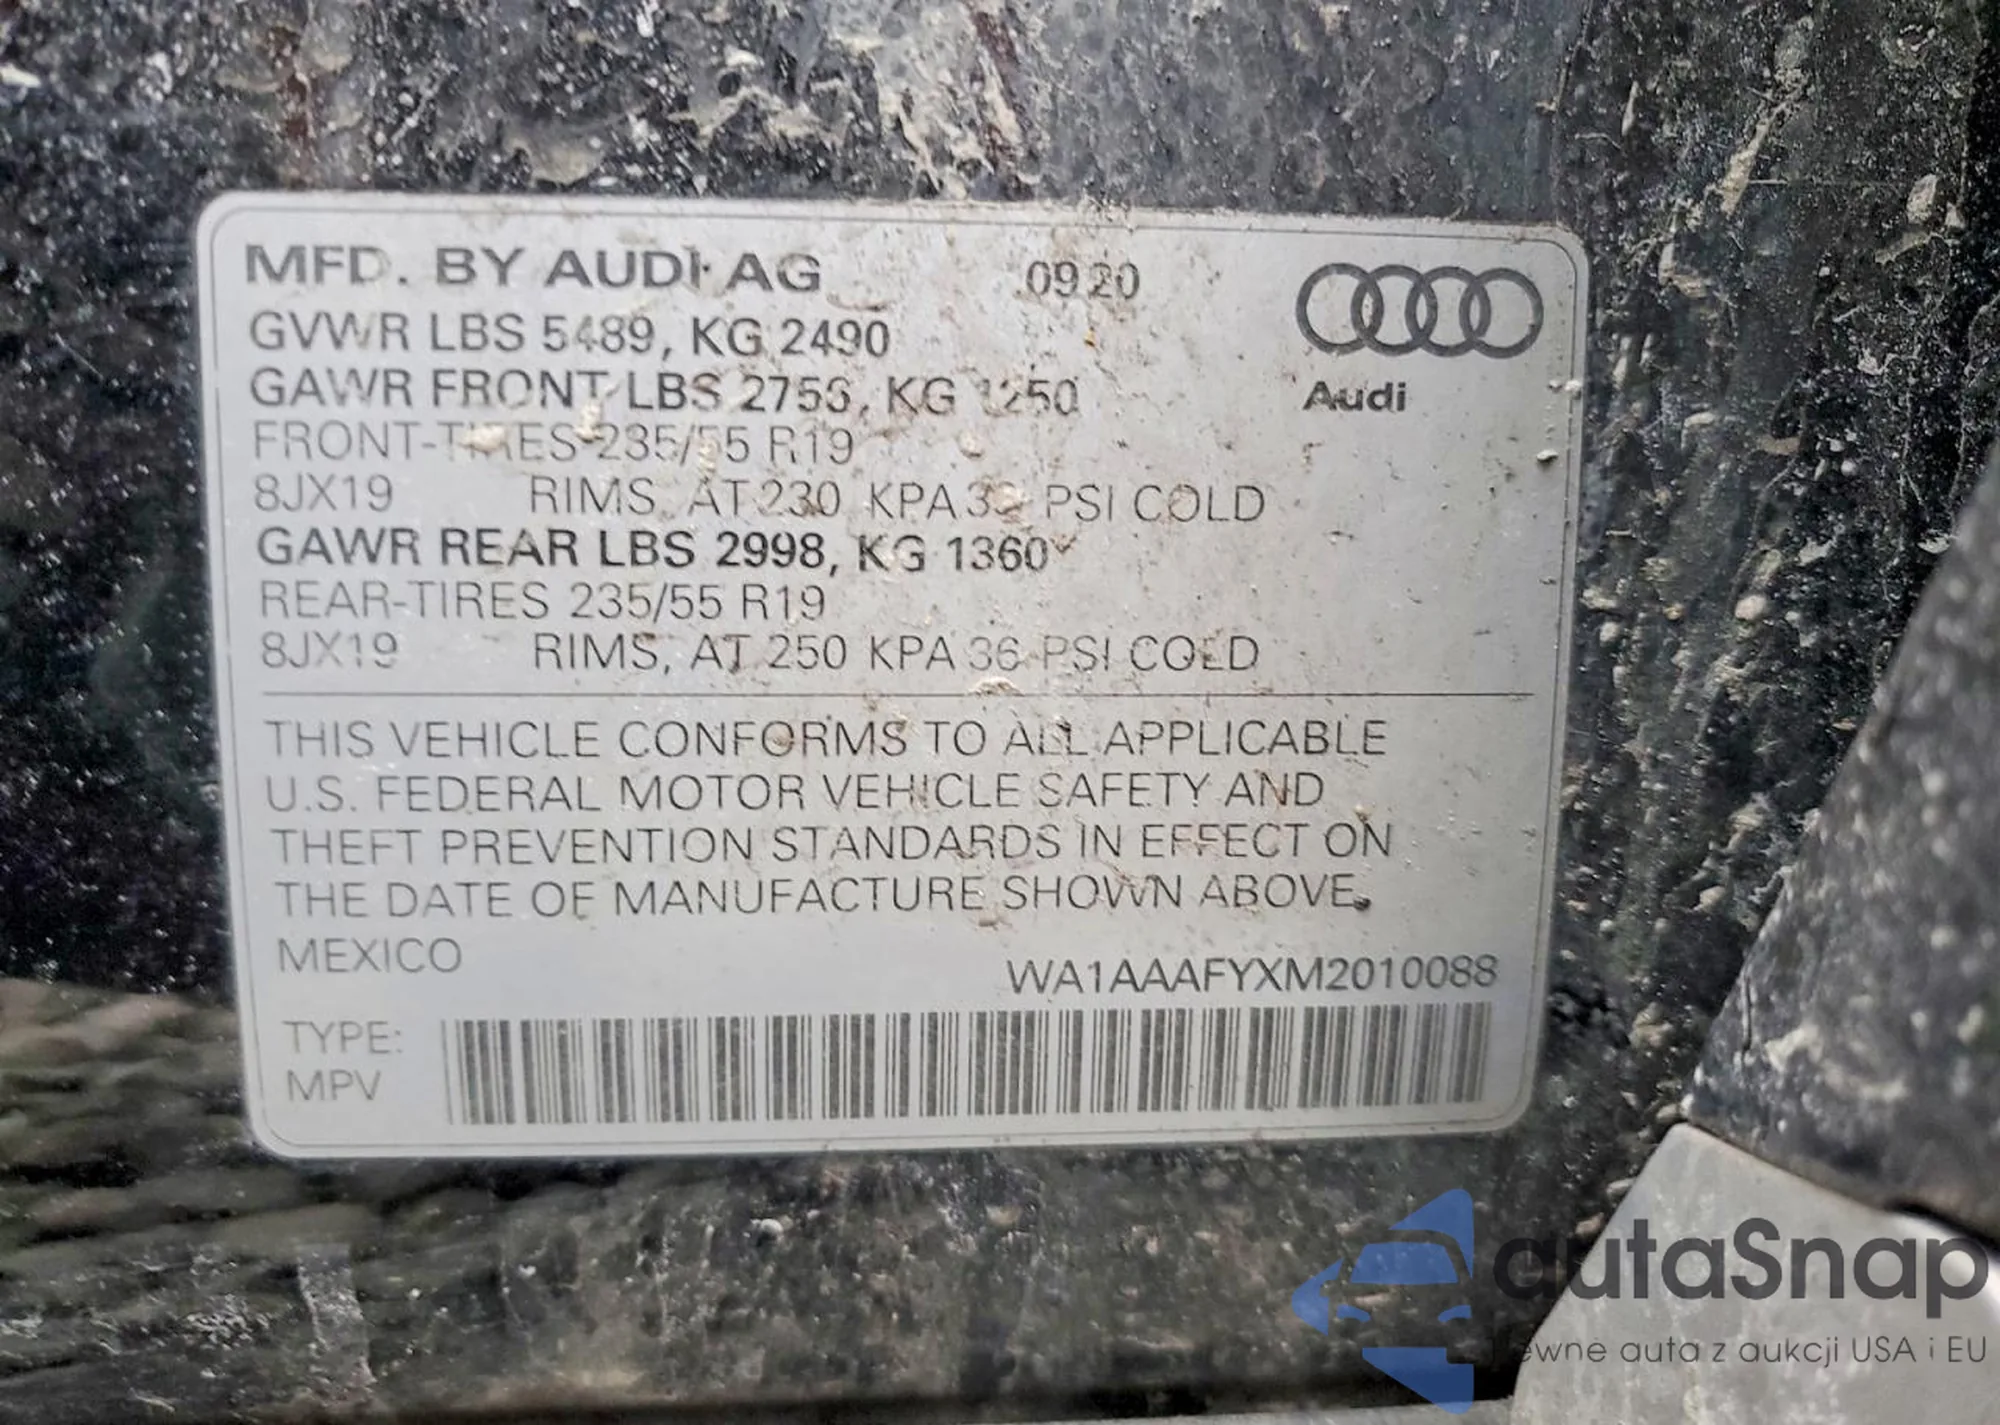 MFD. BY AUDI AG 09.20
GVWR LBS 5489, KG 2490
GAWR FRONT LBS 2756, KG 1250
FRONT-TIRES 235/55 R19
8JX19 RIMS, AT 230 KPA 33 PSI COLD
GAWR REAR LBS 2998, KG 1360
REAR-TIRES 235/55 R19
8JX19 RIMS, AT 250 KPA 36 PSI COLD
Audi
THIS VEHICLE CONFORMS TO ALL APPLICABLE
U.S. FEDERAL MOTOR VEHICLE SAFETY AND
THEFT PREVENTION STANDARDS IN EFFECT ON
THE DATE OF MANUFACTURE SHOWN ABOVE.
MEXICO
WA1AAAFYXM2010088
TYPE:
MPV
autaSnap
Pewne auta z aukcji USA i EU